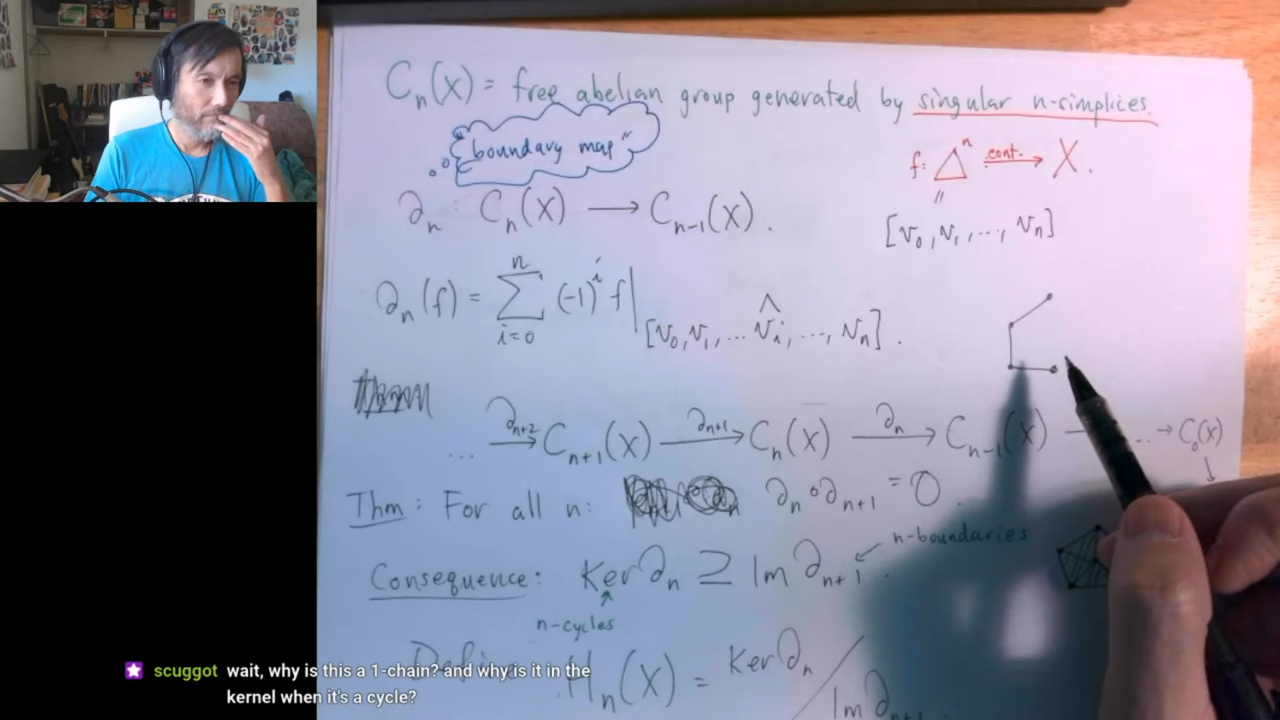 Cₙ(X) = free abelian group generated by singular n-simplices.
"boundary map"
f: Δⁿ cont. → X.
=
[v₀, v₁, ..., vₙ]
∂ₙ : Cₙ(X) → Cₙ₋₁(X).
∂ₙ(f) = Σ_{i=0}^{n} (-1)ⁱ f|_[v₀, v₁, ... v̂ᵢ, ..., vₙ].
... →^{∂ₙ₊₂} Cₙ₊₁(X) →^{∂ₙ₊₁} Cₙ(X) →^{∂ₙ} Cₙ₋₁(X) → ... → C₀(X)
↓
Thm: For all n: ∂ₙ∘∂ₙ₊₁ = 0.
n-boundaries
Consequence: Ker ∂ₙ ⊇ Im ∂ₙ₊₁.
n-cycles
Hₙ(X) = Ker ∂ₙ / Im ∂ₙ₊₁
scuggot wait, why is this a 1-chain? and why is it in the
kernel when it's a cycle?